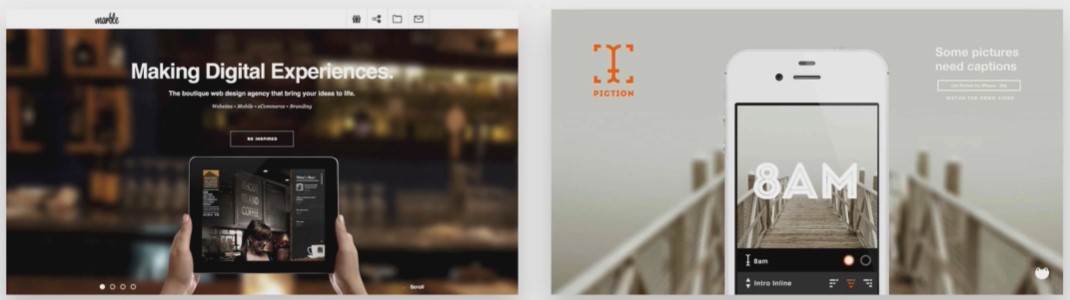 marble
Making Digital Experiences.
The boutique web design agency that bring your ideas to life.
Websites • Mobile • eCommerce • Branding
BE INSPIRED
Scroll
PICTION
Some pictures
need captions
WATCH THE DEMO VIDEO
8AM
8am
Intro Inline